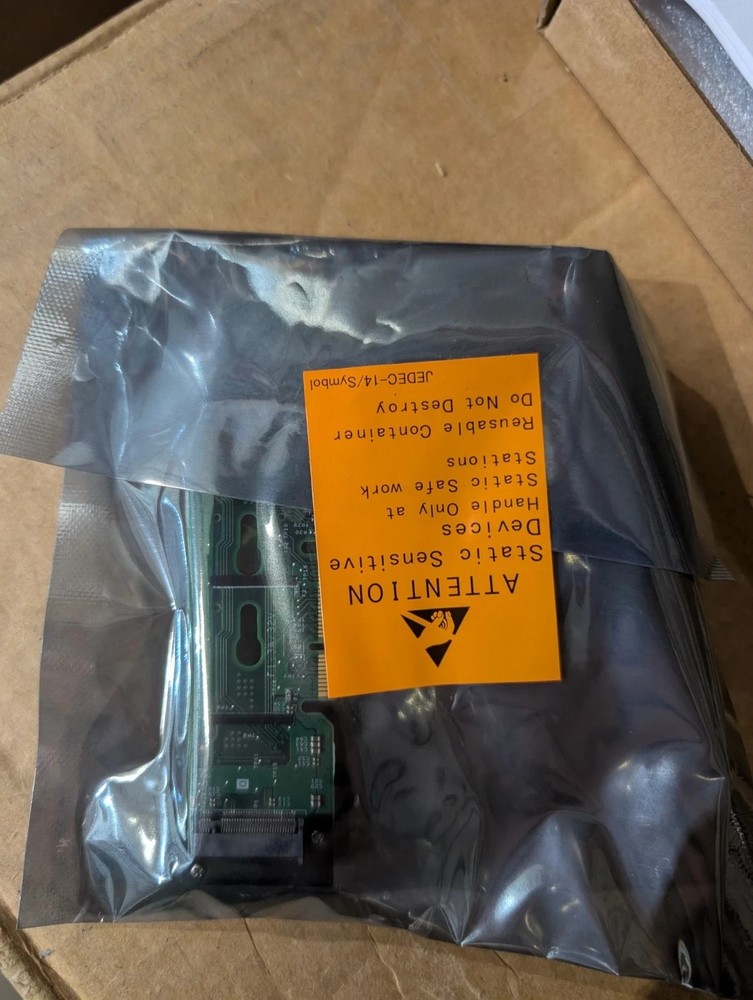 ATTENTION
Static Sensitive
Devices
Handle Only at
Static Safe work
Stations
Reusable Container
Do Not Destroy
JEDEC-14/Symbol